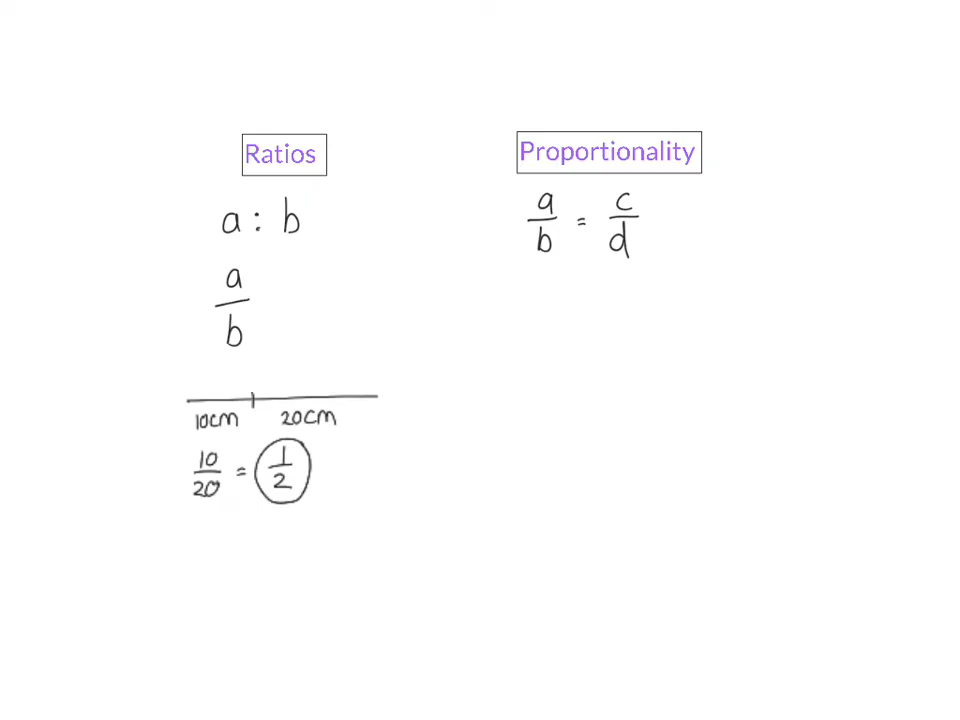 Ratios
a : b
a
b
10cm 20cm
10/20 = 1/2
Proportionality
a/b = c/d